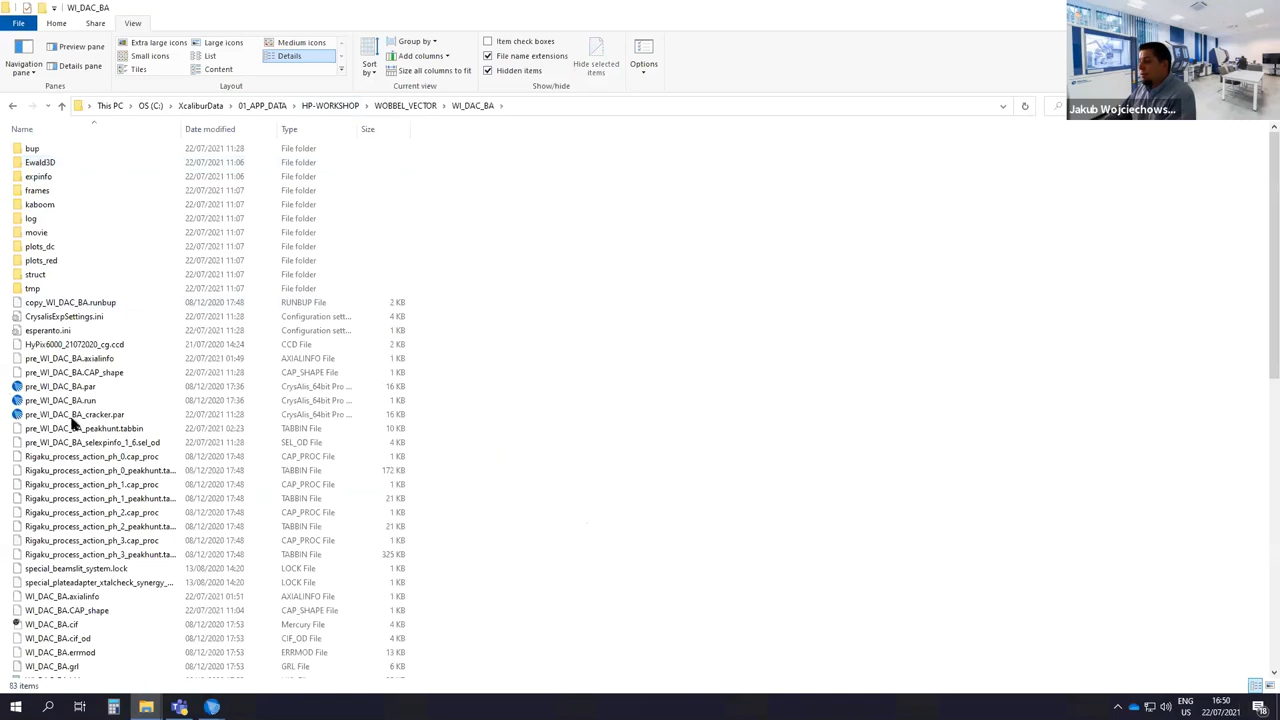 WI_DAC_BA
File Home Share View
Navigation pane
Preview pane
Details pane
Panes
Extra large icons Large icons Medium icons
Small icons List Details
Tiles Content
Layout
Sort by
Group by
Add columns
Size all columns to fit
Current view
Item check boxes
File name extensions
Hidden items
Hide selected items
Show/hide
Options
This PC OS (C:) XcaliburData 01_APP_DATA HP-WORKSHOP WOBBEL_VECTOR WI_DAC_BA
Jakub Wojciechows...
Name Date modified Type Size
bup 22/07/2021 11:28 File folder
Ewald3D 22/07/2021 11:06 File folder
expinfo 22/07/2021 11:06 File folder
frames 22/07/2021 11:07 File folder
kaboom 22/07/2021 11:07 File folder
log 22/07/2021 11:07 File folder
movie 22/07/2021 11:07 File folder
plots_dc 22/07/2021 11:07 File folder
plots_red 22/07/2021 11:07 File folder
struct 22/07/2021 11:07 File folder
tmp 22/07/2021 11:07 File folder
copy_WI_DAC_BA.runbup 08/12/2020 17:48 RUNBUP File 2 KB
CrysalisExpSettings.ini 22/07/2021 11:28 Configuration sett... 4 KB
esperanto.ini 22/07/2021 11:28 Configuration sett... 1 KB
HyPix6000_21072020_cg.ccd 21/07/2020 14:24 CCD File 2 KB
pre_WI_DAC_BA.axialinfo 22/07/2021 01:49 AXIALINFO File 1 KB
pre_WI_DAC_BA.CAP_shape 22/07/2021 11:28 CAP_SHAPE File 1 KB
pre_WI_DAC_BA.par 08/12/2020 17:36 CrysAlis_64bit Pro ... 16 KB
pre_WI_DAC_BA.run 08/12/2020 17:36 CrysAlis_64bit Pro ... 1 KB
pre_WI_DAC_BA_cracker.par 22/07/2021 11:28 CrysAlis_64bit Pro ... 16 KB
pre_WI_DAC_BA_peakhunt.tabbin 22/07/2021 02:23 TABBIN File 10 KB
pre_WI_DAC_BA_selexpinfo_1_6.sel_od 22/07/2021 11:28 SEL_OD File 1 KB
Rigaku_process_action_ph_0.cap_proc 08/12/2020 17:48 CAP_PROC File 1 KB
Rigaku_process_action_ph_0_peakhunt.ta... 08/12/2020 17:48 TABBIN File 172 KB
Rigaku_process_action_ph_1.cap_proc 08/12/2020 17:48 CAP_PROC File 1 KB
Rigaku_process_action_ph_1_peakhunt.ta... 08/12/2020 17:48 TABBIN File 21 KB
Rigaku_process_action_ph_2.cap_proc 08/12/2020 17:48 CAP_PROC File 1 KB
Rigaku_process_action_ph_2_peakhunt.ta... 08/12/2020 17:48 TABBIN File 21 KB
Rigaku_process_action_ph_3.cap_proc 08/12/2020 17:48 CAP_PROC File 1 KB
Rigaku_process_action_ph_3_peakhunt.ta... 08/12/2020 17:48 TABBIN File 325 KB
special_beamslit_system.lock 13/08/2020 14:20 LOCK File 1 KB
special_plateadapter_xtalcheck_synergy_... 13/08/2020 14:20 LOCK File 1 KB
WI_DAC_BA.axialinfo 22/07/2021 01:51 AXIALINFO File 1 KB
WI_DAC_BA.CAP_shape 22/07/2021 11:04 CAP_SHAPE File 1 KB
WI_DAC_BA.cif 08/12/2020 17:53 Mercury File 1 KB
WI_DAC_BA.cif_od 08/12/2020 17:53 CIF_OD File 1 KB
WI_DAC_BA.errmod 08/12/2020 17:53 ERRMOD File 13 KB
WI_DAC_BA.grl 08/12/2020 17:53 GRL File 6 KB
83 items
ENG US
16:50
22/07/2021
18